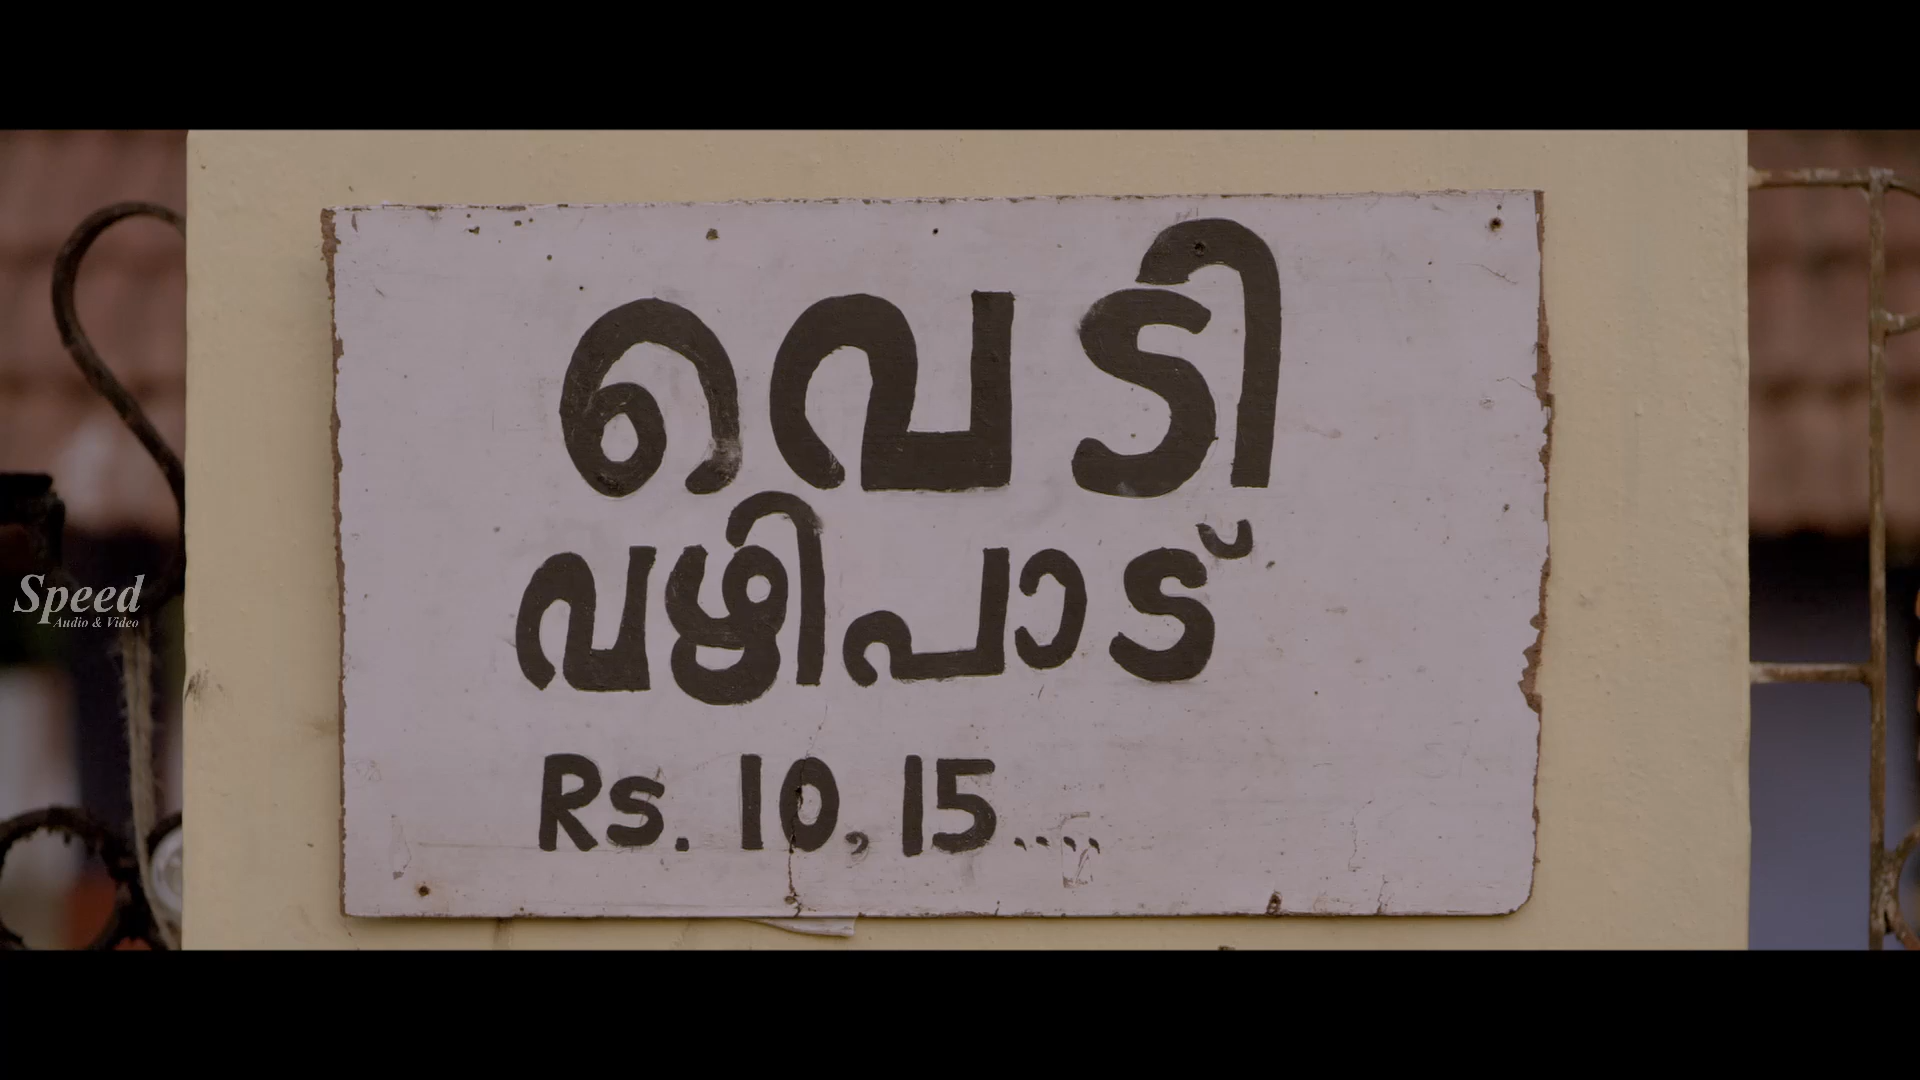 വെടി
വഴിപാട്
Rs. 10, 15....
Speed
Audio & Video